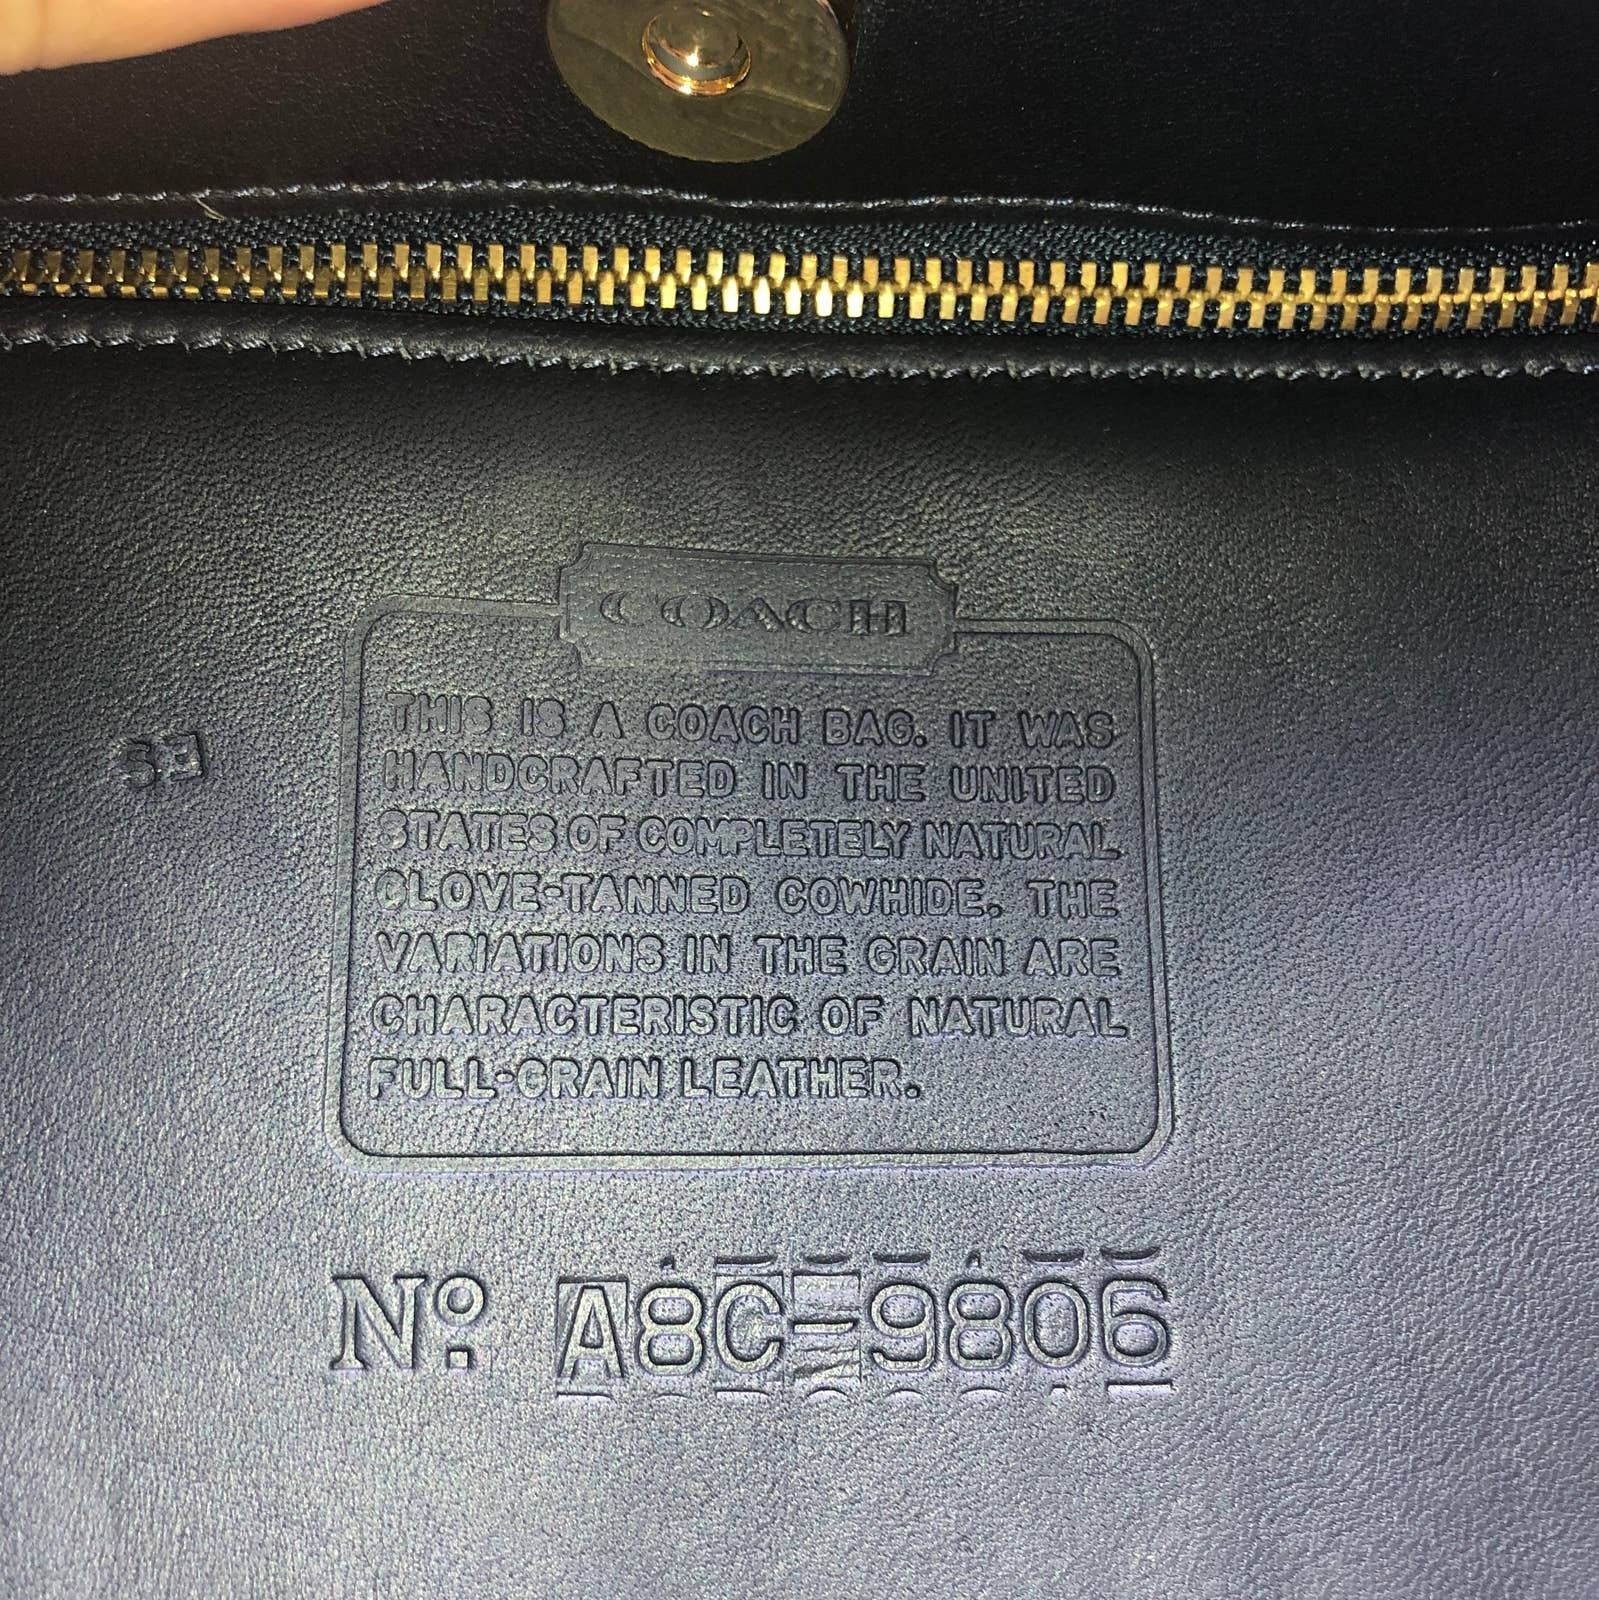 COACH
THIS IS A COACH BAG. IT WAS
HANDCRAFTED IN THE UNITED
STATES OF COMPLETELY NATURAL
GLOVE-TANNED COWHIDE. THE
VARIATIONS IN THE GRAIN ARE
CHARACTERISTIC OF NATURAL
FULL-GRAIN LEATHER.
No. A8C-9806